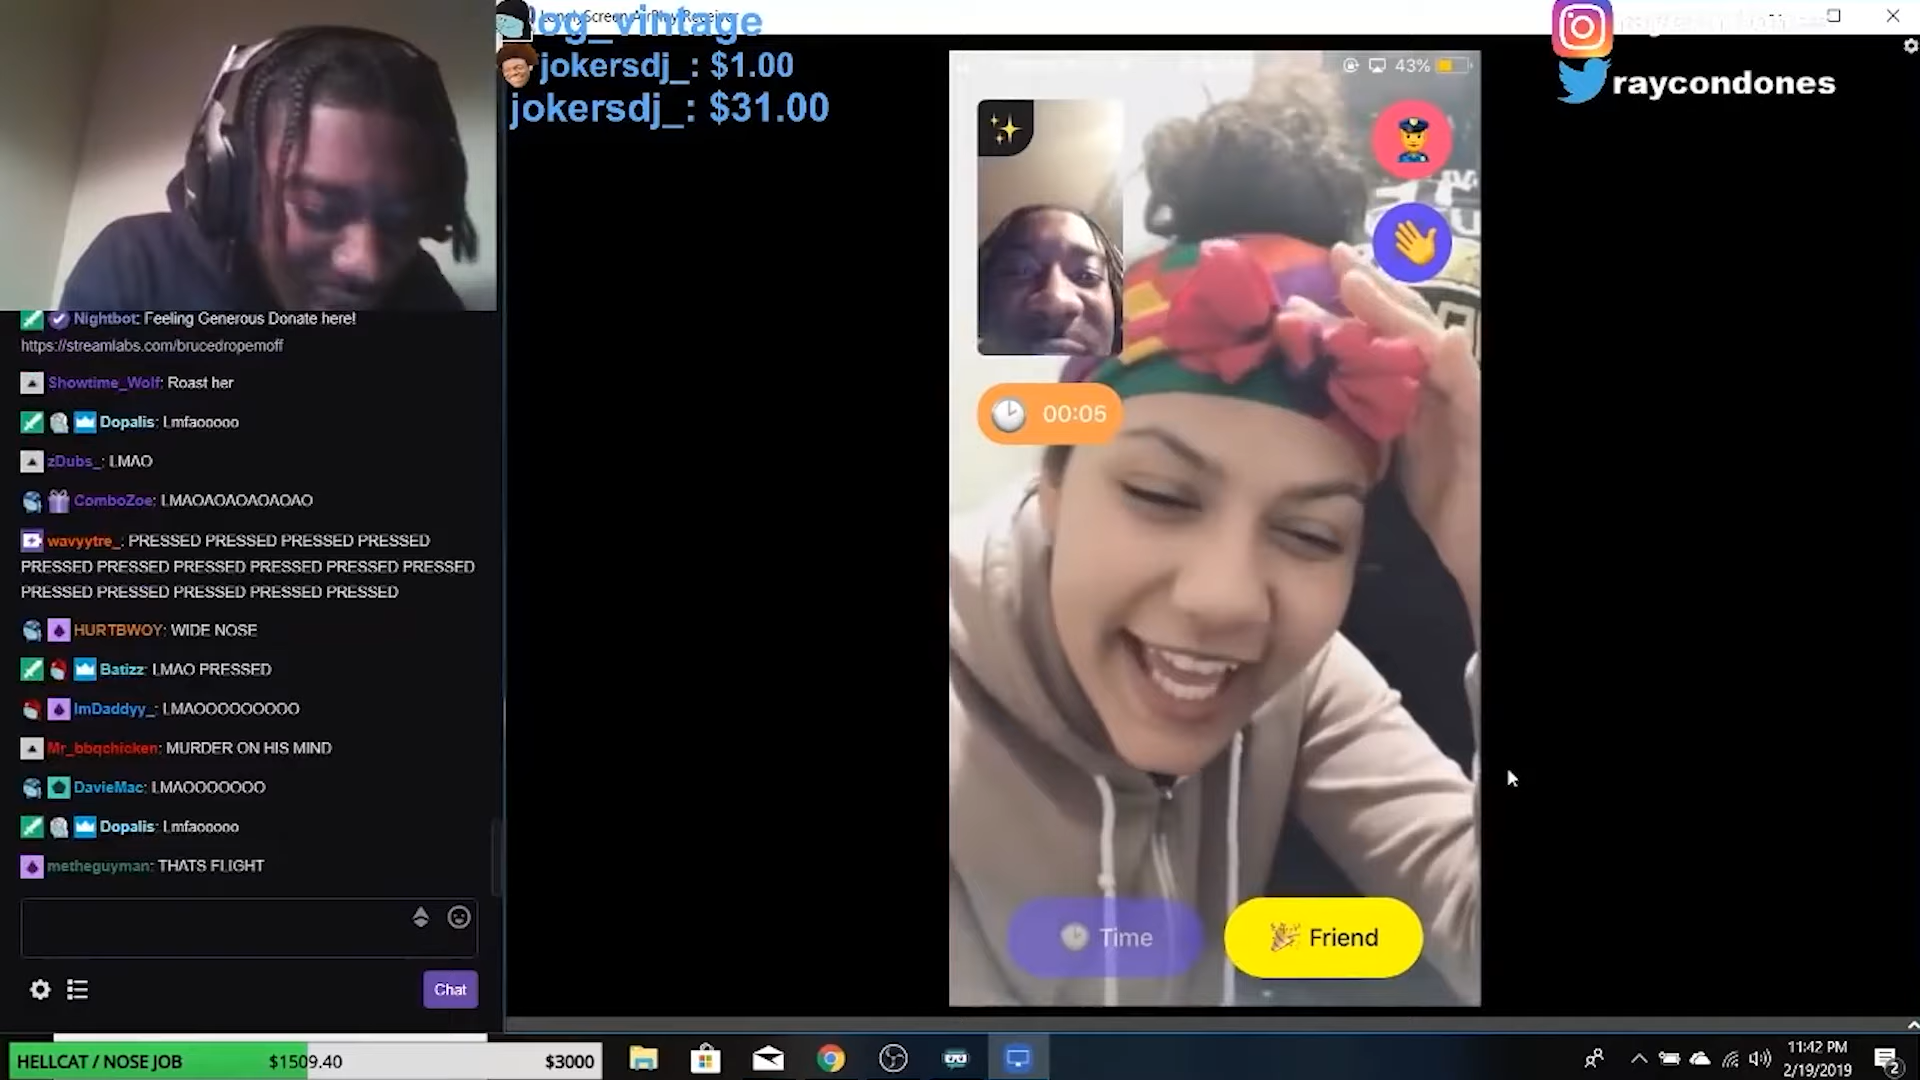 og_vintage
jokersdj_: $1.00
jokersdj_: $31.00
raycondones
43%
00:05
Time
Friend
Nightbot: Feeling Generous Donate here!
https://streamlabs.com/brucedropemoff
Showtime_Wolf: Roast her
Dopalis: Lmfaooooo
zDubs_: LMAO
ComboZoe: LMAOAOAOAOAOAO
wavyytre_: PRESSED PRESSED PRESSED PRESSED
PRESSED PRESSED PRESSED PRESSED PRESSED PRESSED
PRESSED PRESSED PRESSED PRESSED PRESSED
HURTBWOY: WIDE NOSE
Batizz: LMAO PRESSED
ImDaddyy_: LMAOOOOOOOOO
Mr_bbqchicken: MURDER ON HIS MIND
DavieMac: LMAOOOOOOO
Dopalis: Lmfaooooo
metheguyman: THATS FLIGHT
Chat
HELLCAT / NOSE JOB $1509.40 $3000
11:42 PM
2/19/2019
2